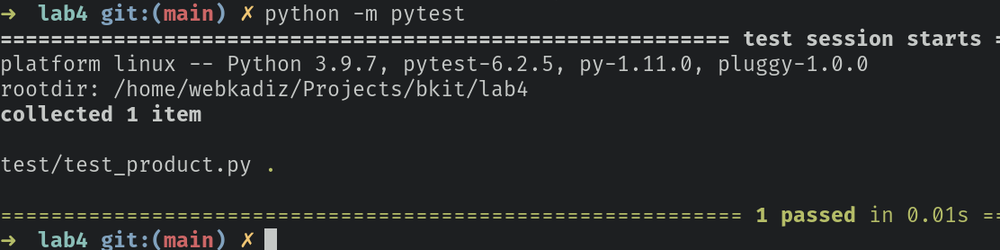 ➜  lab4 git:(main) ✗ python -m pytest
========================================================== test session starts =
platform linux -- Python 3.9.7, pytest-6.2.5, py-1.11.0, pluggy-1.0.0
rootdir: /home/webkadiz/Projects/bkit/lab4
collected 1 item
test/test_product.py .
=========================================================== 1 passed in 0.01s ==
➜  lab4 git:(main) ✗